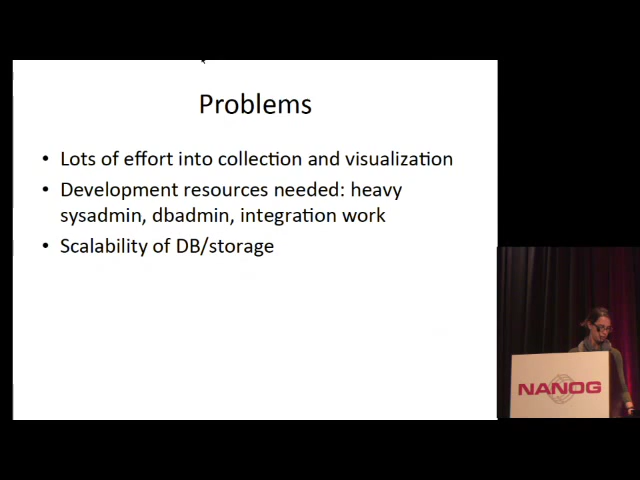 Problems
• Lots of effort into collection and visualization
• Development resources needed: heavy
sysadmin, dbadmin, integration work
• Scalability of DB/storage
NANOG